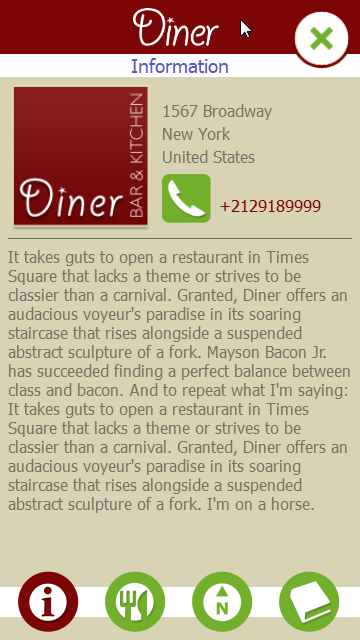 Diner
Information
Diner
BAR & KITCHEN
1567 Broadway
New York
United States
+2129189999
It takes guts to open a restaurant in Times
Square that lacks a theme or strives to be
classier than a carnival. Granted, Diner offers an
audacious voyeur's paradise in its soaring
staircase that rises alongside a suspended
abstract sculpture of a fork. Mayson Bacon Jr.
has succeeded finding a perfect balance between
class and bacon. And to repeat what I'm saying:
It takes guts to open a restaurant in Times
Square that lacks a theme or strives to be
classier than a carnival. Granted, Diner offers an
audacious voyeur's paradise in its soaring
staircase that rises alongside a suspended
abstract sculpture of a fork. I'm on a horse.
i
N